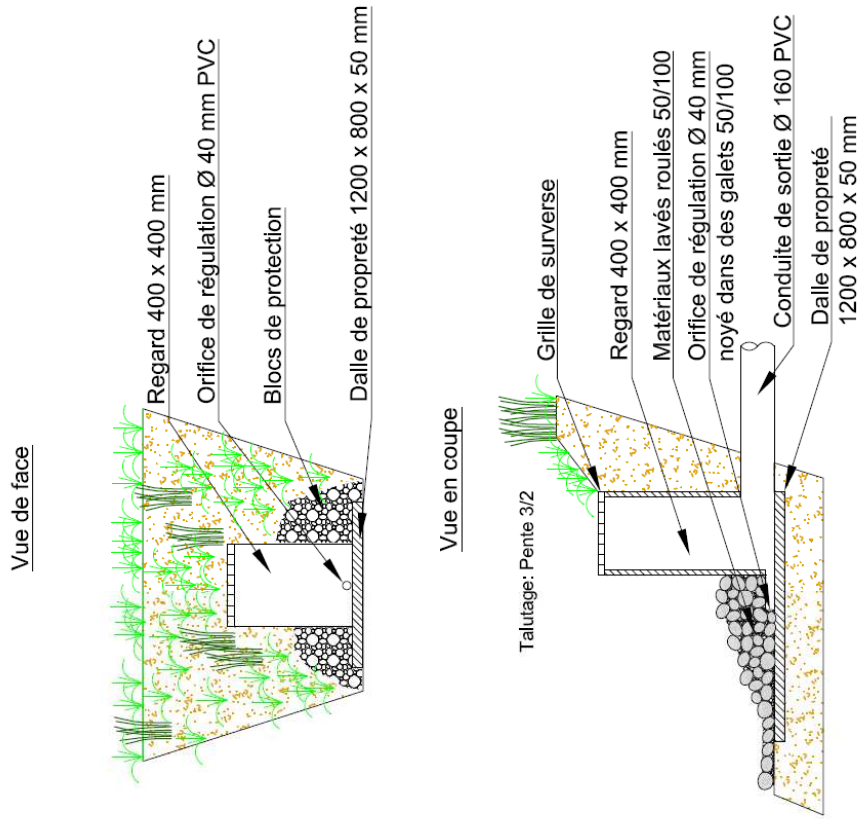 Vue de face
Regard 400 x 400 mm
Orifice de régulation Ø 40 mm PVC
Blocs de protection
Dalle de propreté 1200 x 800 x 50 mm
Vue en coupe
Talutage: Pente 3/2
Grille de surverse
Regard 400 x 400 mm
Matériaux lavés roulés 50/100
Orifice de régulation Ø 40 mm
noyé dans des galets 50/100
Conduite de sortie Ø 160 PVC
Dalle de propreté
1200 x 800 x 50 mm